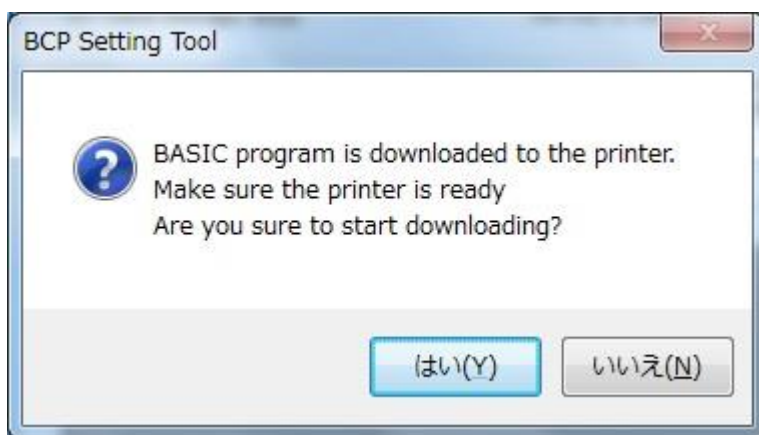 BCP Setting Tool
BASIC program is downloaded to the printer.
Make sure the printer is ready
Are you sure to start downloading?
はい(Y)
いいえ(N)